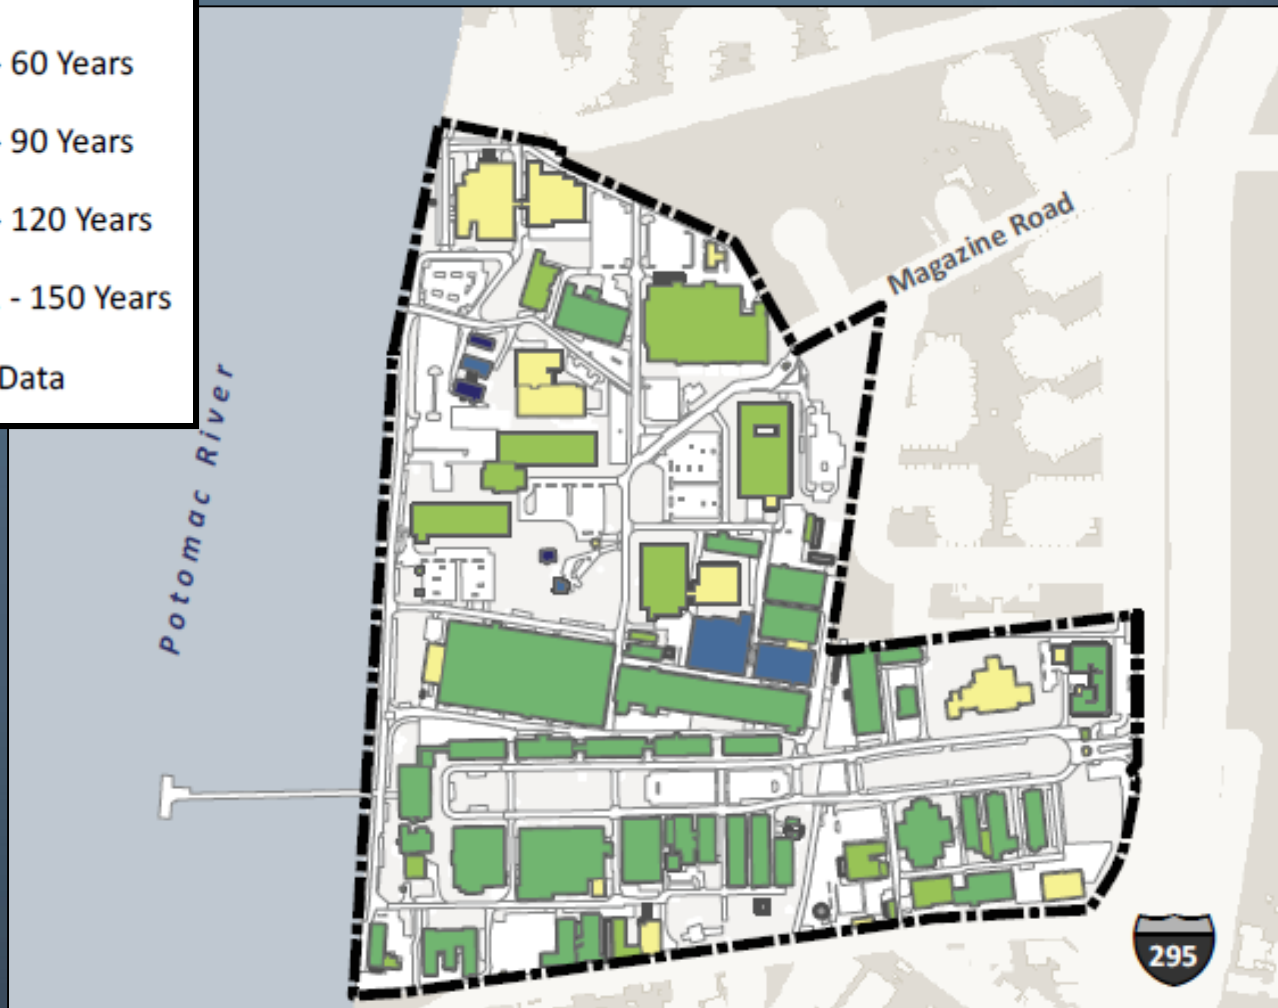 - 60 Years
- 90 Years
- 120 Years
- 150 Years
Data
Magazine Road
Potomac River
295